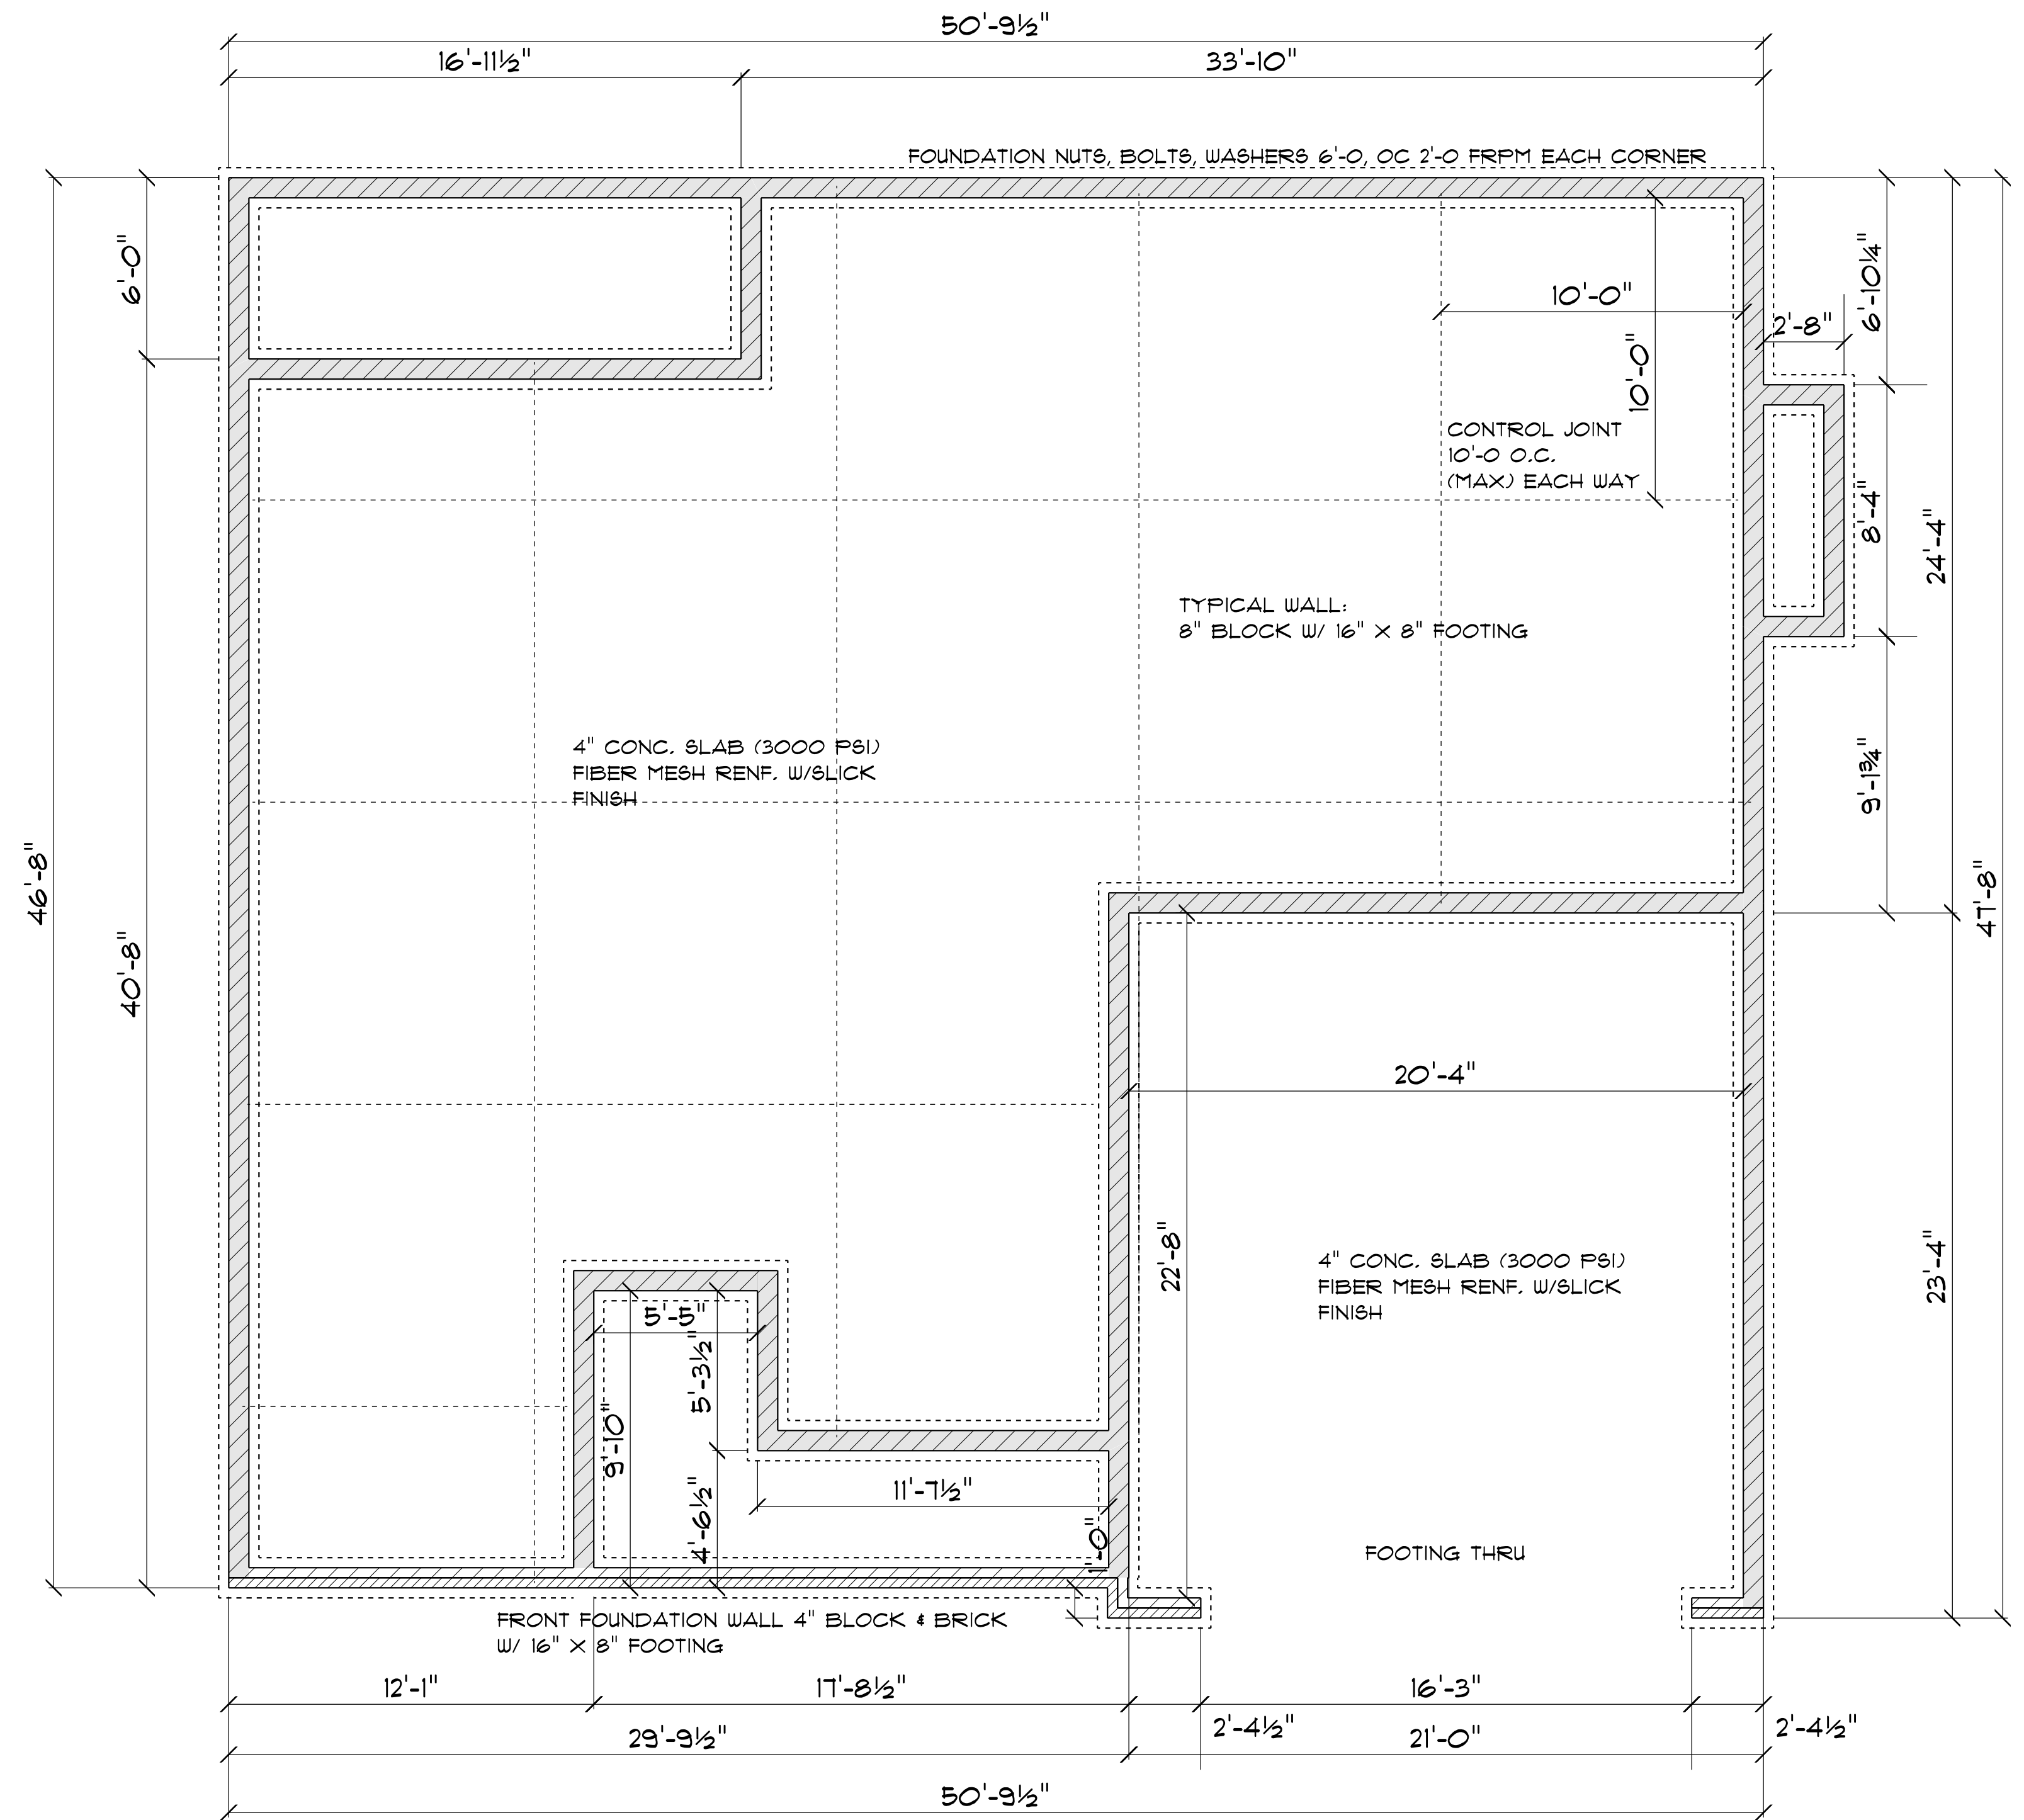 50'-9½"
16'-11½"
33'-10"
FOUNDATION NUTS, BOLTS, WASHERS 6'-0, OC 2'-0 FRPM EACH CORNER
6'-0"
6'-10¼"
10'-0"
2'-8"
10'-0"
CONTROL JOINT
10'-0 O.C.
(MAX) EACH WAY
8'-4"
24'-4"
TYPICAL WALL:
8" BLOCK W/ 16" X 8" FOOTING
4" CONC. SLAB (3000 PSI)
FIBER MESH RENF. W/SLICK
FINISH
9'-1¾"
46'-8"
40'-8"
47'-8"
20'-4"
22'-8"
4" CONC. SLAB (3000 PSI)
FIBER MESH RENF. W/SLICK
FINISH
23'-4"
5'-5"
5'-3½"
9'-10"
11'-7½"
4'-6½"
1'-0"
FOOTING THRU
FRONT FOUNDATION WALL 4" BLOCK & BRICK
W/ 16" X 8" FOOTING
12'-1"
17'-8½"
16'-3"
2'-4½"
2'-4½"
29'-9½"
21'-0"
50'-9½"